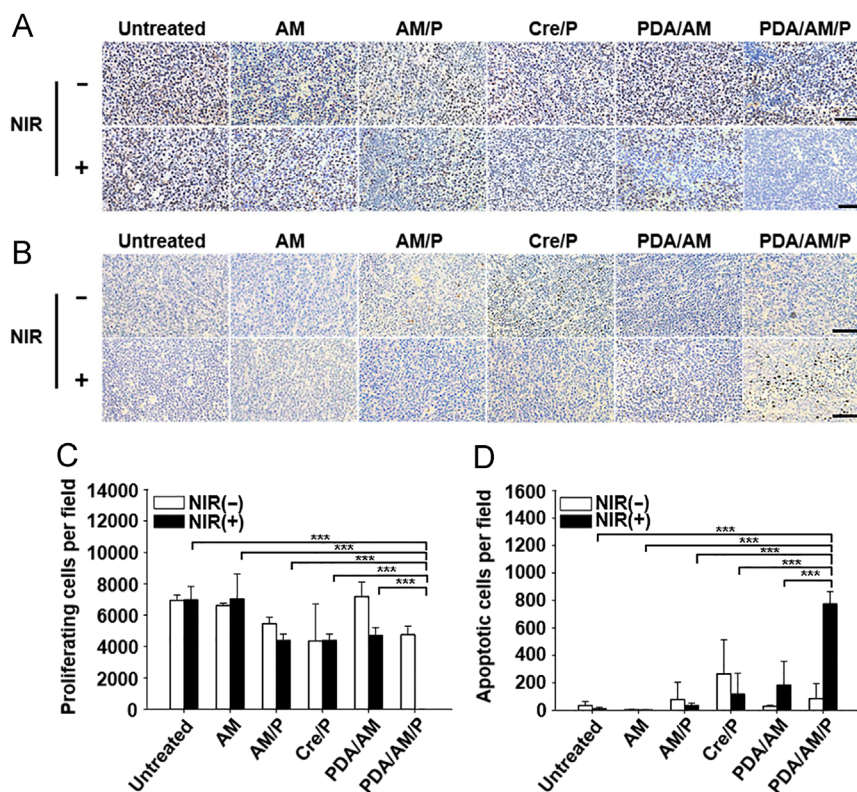 A
Untreated AM AM/P Cre/P PDA/AM PDA/AM/P
−
NIR
+
B
Untreated AM AM/P Cre/P PDA/AM PDA/AM/P
−
NIR
+
C
Proliferating cells per field
14000
12000
10000
8000
6000
4000
2000
0
NIR(−)
NIR(+)
***
***
***
***
***
Untreated AM AM/P Cre/P PDA/AM PDA/AM/P
D
Apoptotic cells per field
1600
1400
1200
1000
800
600
400
200
0
NIR(−)
NIR(+)
***
***
***
***
***
Untreated AM AM/P Cre/P PDA/AM PDA/AM/P